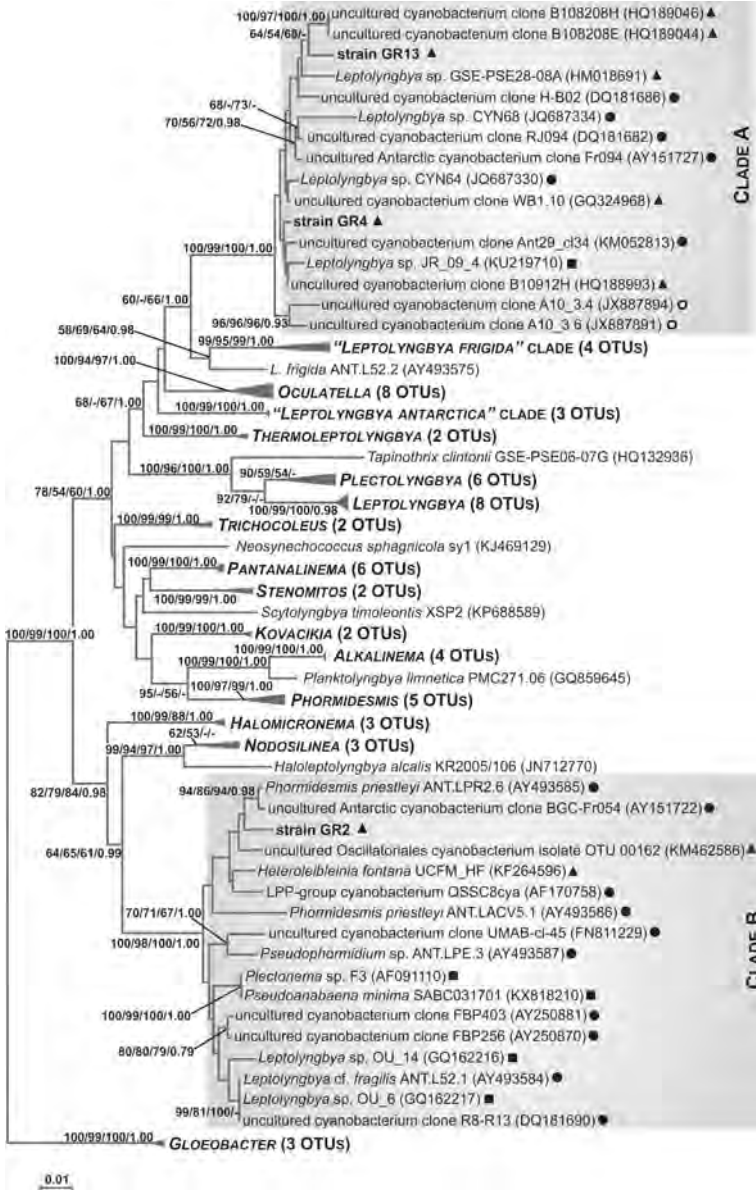 100/97/100/1.00
uncultured cyanobacterium clone B108208H (HQ189046)
64/54/60/-
uncultured cyanobacterium clone B108208E (HQ189044)
strain GR13
Leptolyngbya sp. GSE-PSE28-08A (HM018691)
uncultured cyanobacterium clone H-B02 (DQ181686)
68/-/73/-
Leptolyngbya sp. CYN68 (JQ687334)
70/56/72/0.98
uncultured cyanobacterium clone RJ094 (DQ181682)
uncultured Antarctic cyanobacterium clone Fr094 (AY151727)
Leptolyngbya sp. CYN64 (JQ687330)
uncultured cyanobacterium clone WB1.10 (GQ324968)
strain GR4
uncultured cyanobacterium clone Ant29_cl34 (KM052813)
100/99/100/1.00
Leptolyngbya sp. JR_09_4 (KU219710)
uncultured cyanobacterium clone B10912H (HQ188993)
60/-/66/1.00
uncultured cyanobacterium clone A10_3.4 (JX887894)
96/96/96/0.93
uncultured cyanobacterium clone A10_3 6 (JX887891)
CLADE A
58/69/64/0.98
99/95/99/1.00
"LEPTOLYNGBYA FRIGIDA" CLADE (4 OTUS)
100/94/97/1.00
L. frigida ANT.L52.2 (AY493575)
OCULATELLA (8 OTUS)
68/-/67/1.00
100/99/100/1.00
"LEPTOLYNGBYA ANTARCTICA" CLADE (3 OTUS)
100/99/100/1.00
THERMOLEPTOLYNGBYA (2 OTUS)
Tapinothrix clintonii GSE-PSE06-07G (HQ132936)
100/96/100/1.00
90/59/54/-
PLECTOLYNGBYA (6 OTUS)
78/54/60/1.00
92/79/-/-
LEPTOLYNGBYA (8 OTUS)
100/99/100/0.98
100/99/99/1.00
TRICHOCOLEUS (2 OTUS)
Neosynechococcus sphagnicola sy1 (KJ469129)
100/99/100/1.00
PANTANALINEMA (6 OTUS)
STENOMITOS (2 OTUS)
100/99/99/1.00
Scytolyngbya timoleontis XSP2 (KP688589)
100/99/100/1.00
100/99/100/1.00
KOVACIKIA (2 OTUS)
100/99/100/1.00
ALKALINEMA (4 OTUS)
100/99/100/1.00
Planktolyngbya limnetica PMC271.06 (GQ859645)
95/-/56/-
100/97/99/1.00
PHORMIDESMIS (5 OTUS)
100/99/88/1.00
HALOMICRONEMA (3 OTUS)
62/53/-/-
99/94/97/1.00
NODOSILINEA (3 OTUS)
Haloleptolyngbya alcalis KR2005/106 (JN712770)
82/79/84/0.98
94/86/94/0.98
Phormidesmis priestleyi ANT.LPR2.6 (AY493585)
uncultured Antarctic cyanobacterium clone BGC-Fr054 (AY151722)
strain GR2
64/65/61/0.99
uncultured Oscillatoriales cyanobacterium isolate OTU 00162 (KM462586)
Heteroleibleinia fontana UCFM_HF (KF264596)
LPP-group cyanobacterium QSSC8cya (AF170758)
70/71/67/1.00
Phormidesmis priestleyi ANT.LACV5.1 (AY493586)
uncultured cyanobacterium clone UMAB-cl-45 (FN811229)
100/98/100/1.00
Pseudophormidium sp. ANT.LPE.3 (AY493587)
Plectonema sp. F3 (AF091110)
Pseudoanabaena minima SABC031701 (KX818210)
100/99/100/1.00
uncultured cyanobacterium clone FBP403 (AY250881)
uncultured cyanobacterium clone FBP256 (AY250870)
80/80/79/0.79
Leptolyngbya sp. OU_14 (GQ162216)
Leptolyngbya cf. fragilis ANT.L52.1 (AY493584)
Leptolyngbya sp. OU_6 (GQ162217)
99/81/100/-
uncultured cyanobacterium clone R8-R13 (DQ181690)
CLADE B
100/99/100/1.00
GLOEOBACTER (3 OTUS)
0.01